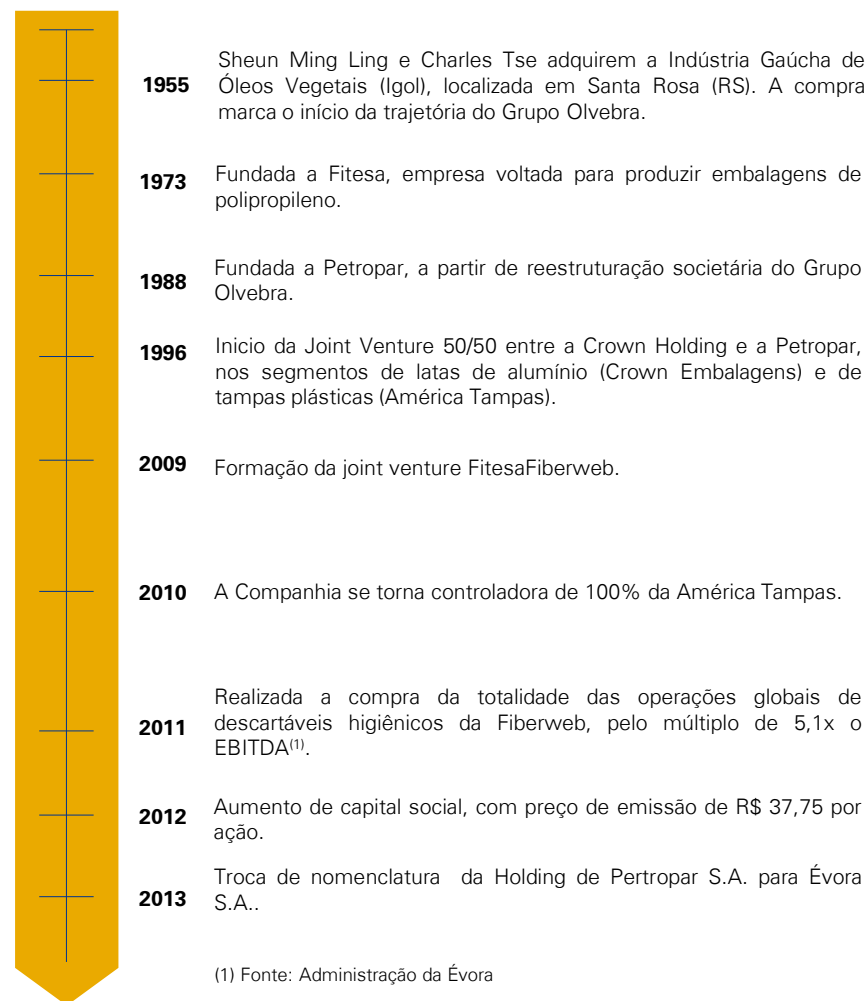 Sheun Ming Ling e Charles Tse adquirem a Indústria Gaúcha de
1955 Óleos Vegetais (Igol), localizada em Santa Rosa (RS). A compra
marca o início da trajetória do Grupo Olvebra.
1973 Fundada a Fitesa, empresa voltada para produzir embalagens de
polipropileno.
1988 Fundada a Petropar, a partir de reestruturação societária do Grupo
Olvebra.
1996 Inicio da Joint Venture 50/50 entre a Crown Holding e a Petropar,
nos segmentos de latas de alumínio (Crown Embalagens) e de
tampas plásticas (América Tampas).
2009 Formação da joint venture FitesaFiberweb.
2010 A Companhia se torna controladora de 100% da América Tampas.
Realizada a compra da totalidade das operações globais de
2011 descartáveis higiênicos da Fiberweb, pelo múltiplo de 5,1x o
EBITDA(1).
2012 Aumento de capital social, com preço de emissão de R$ 37,75 por
ação.
Troca de nomenclatura da Holding de Pertropar S.A. para Évora
2013 S.A..
(1) Fonte: Administração da Évora